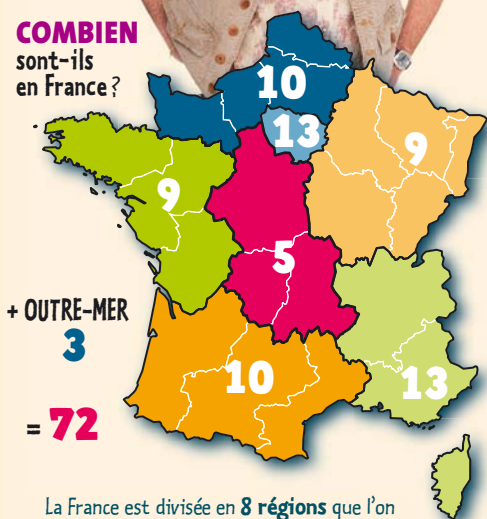 COMBIEN
sont-ils
en France ?
10
13
9
9
5
+ OUTRE-MER
3
10
13
= 72
La France est divisée en 8 régions que l'on